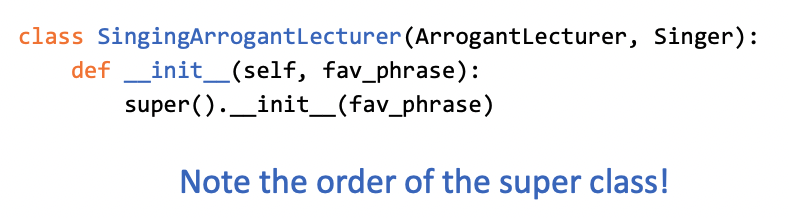 class SingingArrogantLecturer(ArrogantLecturer, Singer):
    def __init__(self, fav_phrase):
        super().__init__(fav_phrase)
Note the order of the super class!